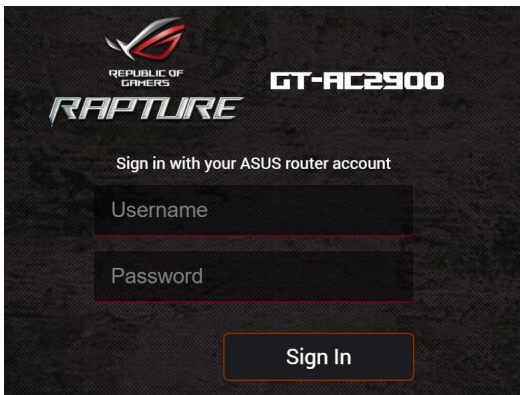 REPUBLIC OF
GAMERS
RAPTURE
GT-AC2900
Sign in with your ASUS router account
Username
Password
Sign In